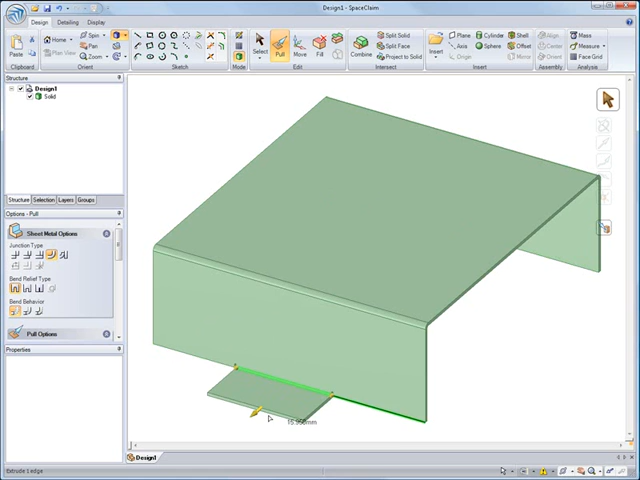 Design1 - SpaceClaim
Design Detailing Display
Paste
Home Spin
Plan View Pan
Zoom
Select Pull Move Fill
Combine Split Solid
Split Face
Project to Solid
Insert Plane Cylinder Shell
Axis Sphere Offset
Origin Mirror
Align
Orient
Mass
Measure
Face Grid
Clipboard Orient Sketch Mode Edit Intersect Insert Assembly Analysis
Structure
Design1
Solid
Structure Selection Layers Groups
Options - Pull
Sheet Metal Options
Junction Type
Bend Relief Type
Bend Behavior
Pull Options
Properties
Design1
Extrude 1 edge